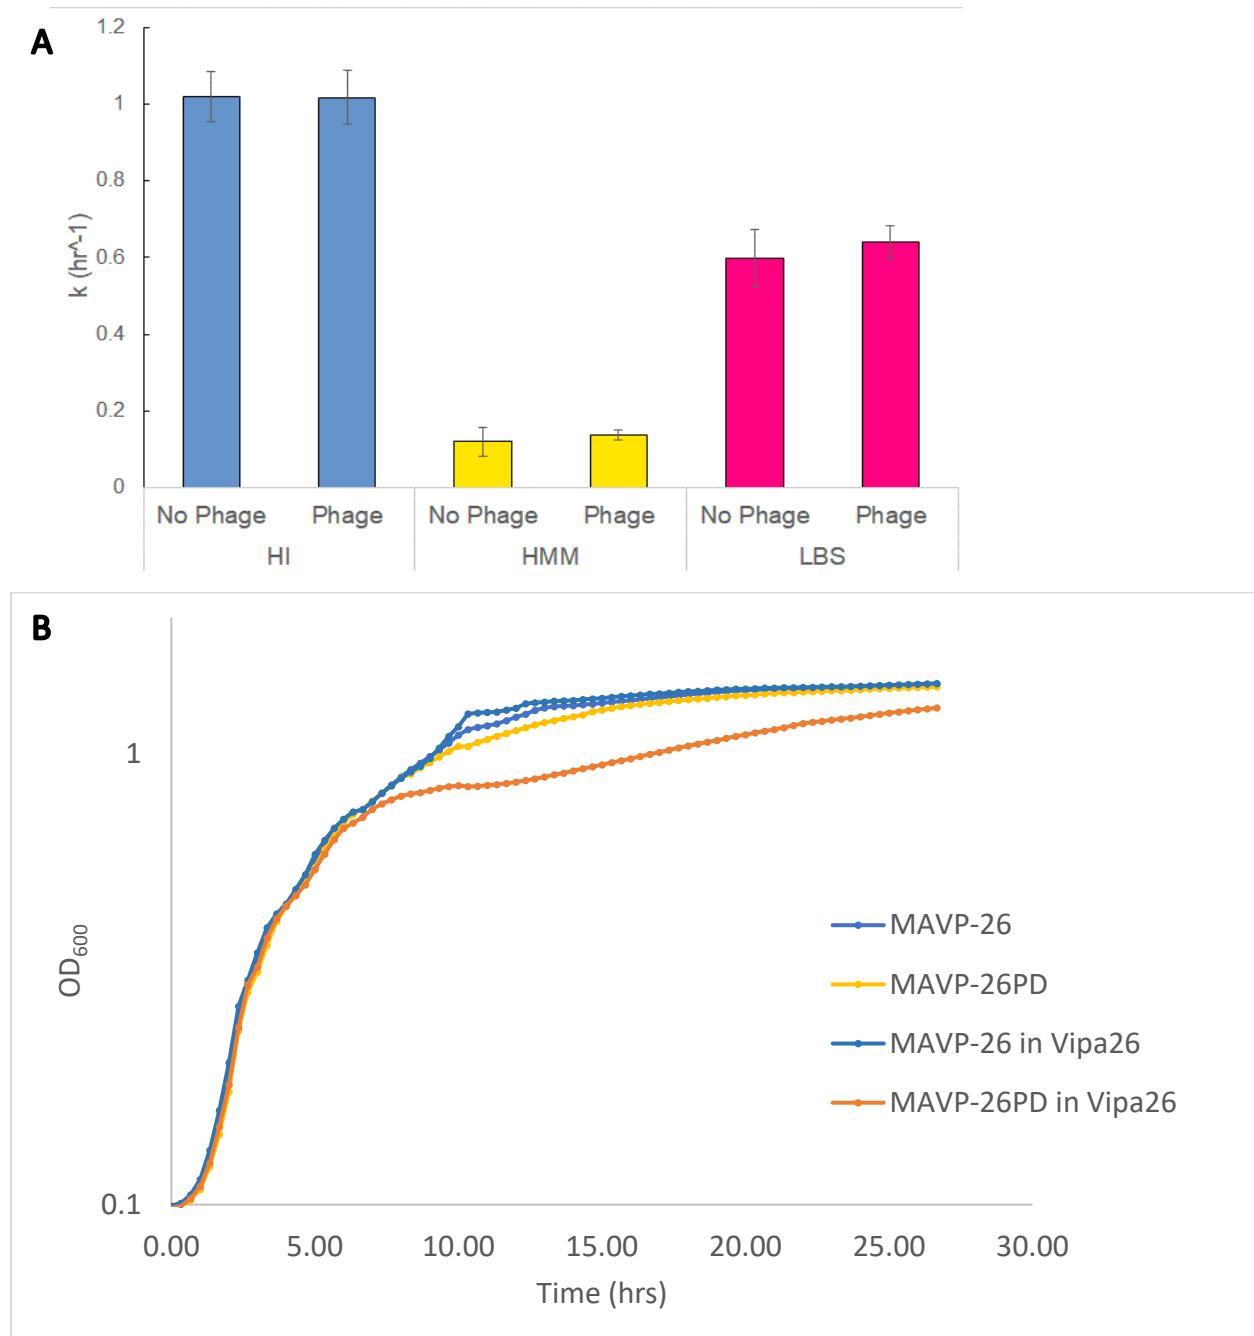 A
1.2
1
0.8
0.6
0.4
0.2
0
k (hr^-1)
No Phage Phage No Phage Phage No Phage Phage
HI HMM LBS
B
1
0.1
OD600
MAVP-26
MAVP-26PD
MAVP-26 in Vipa26
MAVP-26PD in Vipa26
0.00 5.00 10.00 15.00 20.00 25.00 30.00
Time (hrs)